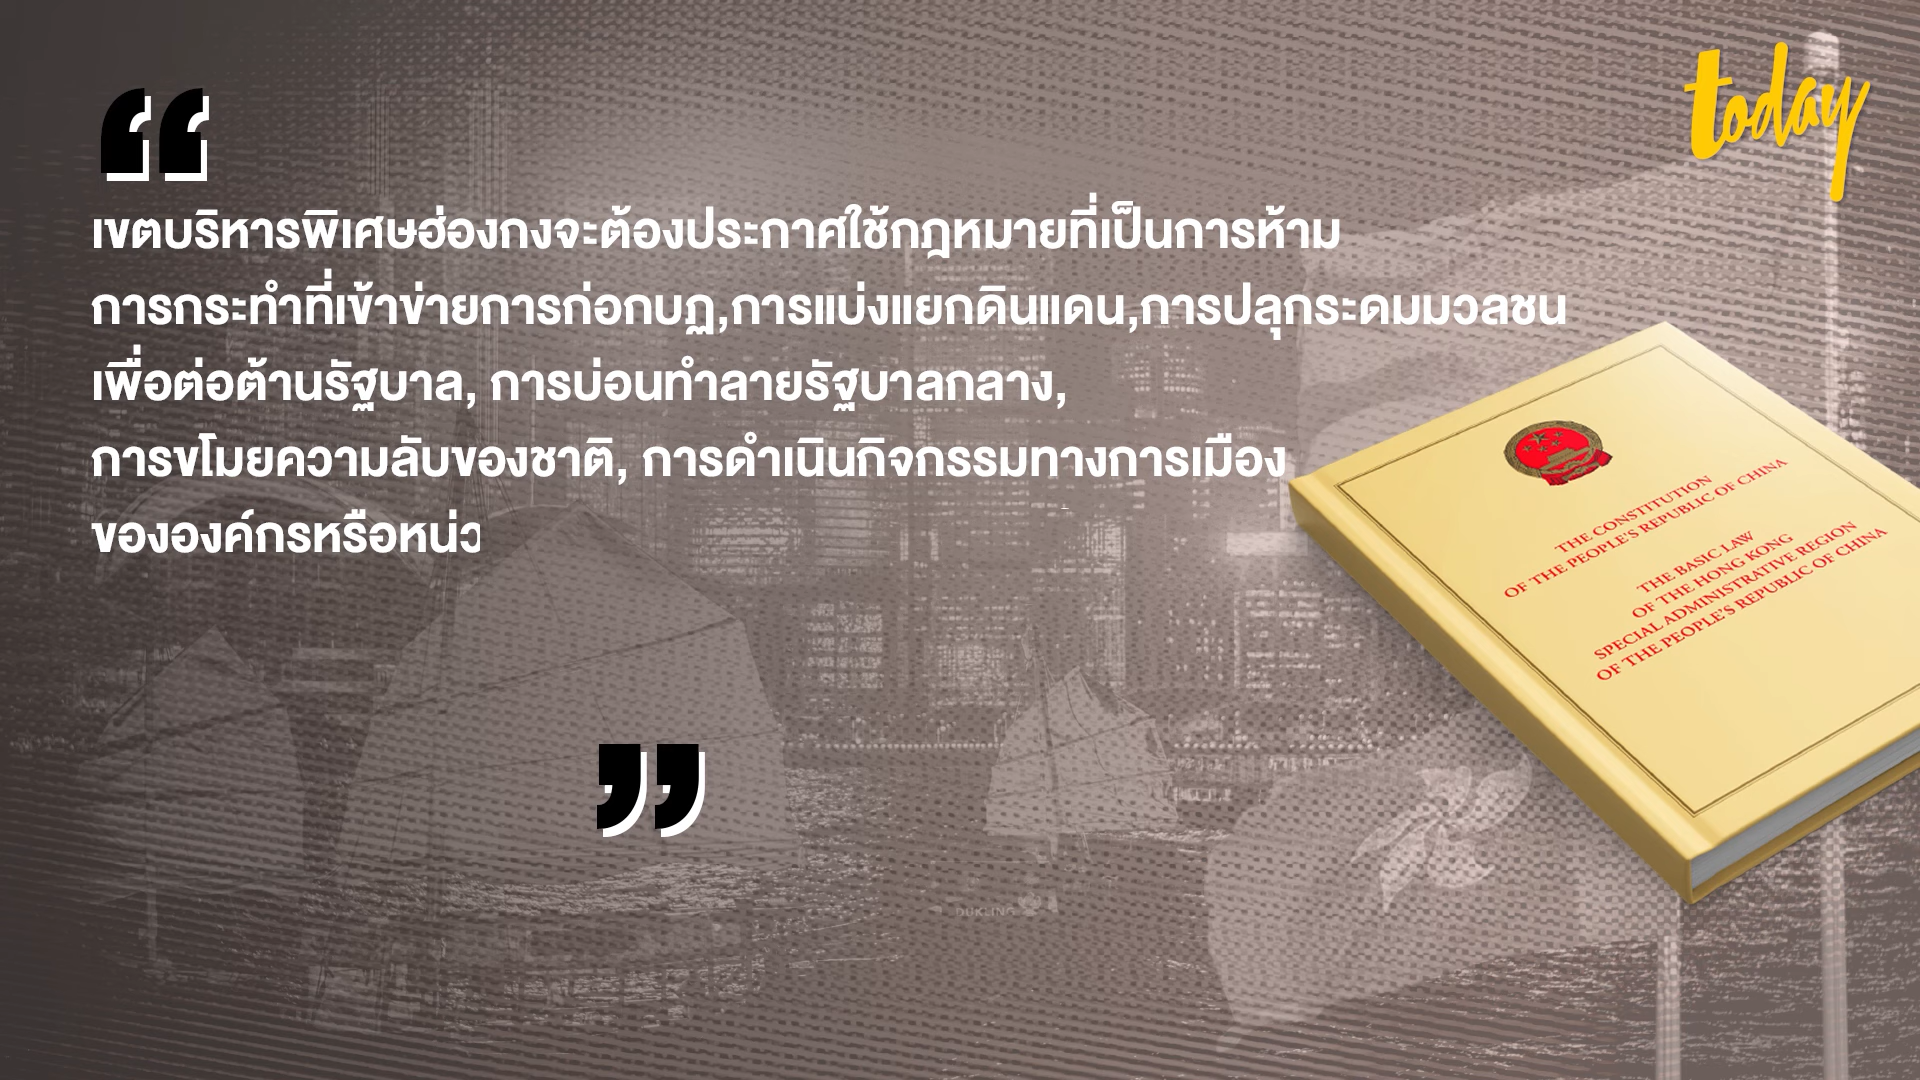 today
เขตบริหารพิเศษฮ่องกงจะต้องประกาศใช้กฎหมายที่เป็นการห้าม
การกระทำที่เข้าข่ายการก่อกบฏ,การแบ่งแยกดินแดน,การปลุกระดมมวลชน
เพื่อต่อต้านรัฐบาล, การบ่อนทำลายรัฐบาลกลาง,
การขโมยความลับของชาติ, การดำเนินกิจกรรมทางการเมือง
ขององค์กรหรือ
THE CONSTITUTION
OF THE PEOPLE'S REPUBLIC OF CHINA
THE BASIC LAW
OF THE HONG KONG
SPECIAL ADMINISTRATIVE REGION
OF THE PEOPLE'S REPUBLIC OF CHINA
DUKLING